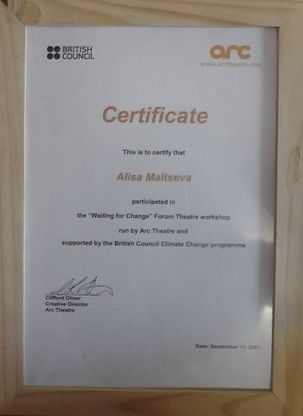 BRITISH
COUNCIL
arc
www.arctheatre.com
Certificate
This is to certify that
Alisa Maltseva
participated in
the "Waiting for Change" Forum Theatre workshop
run by Arc Theatre and
supported by the British Council Climate Change programme
Clifford Oliver
Creative Director
Arc Theatre
Date: September 11, 2007